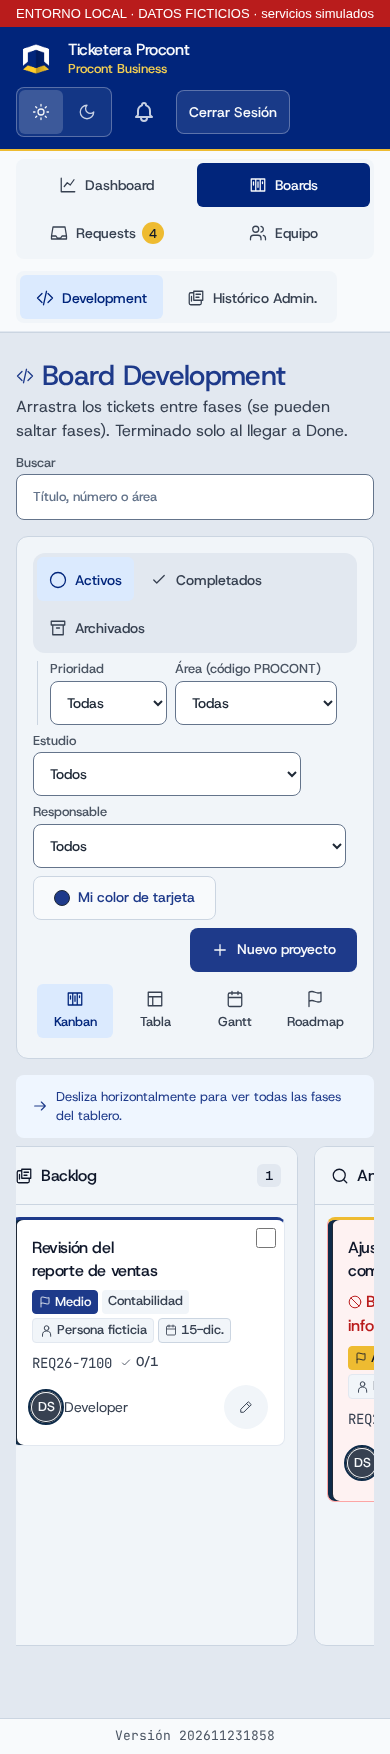 ENTORNO LOCAL · DATOS FICTICIOS · servicios simulados
Ticketera Procont
Procont Business
Cerrar Sesión
Dashboard
Boards
Requests 4
Equipo
Development
Histórico Admin.
Board Development
Arrastra los tickets entre fases (se pueden
saltar fases). Terminado solo al llegar a Done.
Buscar
Título, número o área
Activos
Completados
Archivados
Prioridad
Área (código PROCONT)
Todas
Todas
Estudio
Todos
Responsable
Todos
Mi color de tarjeta
Nuevo proyecto
Kanban
Tabla
Gantt
Roadmap
Desliza horizontalmente para ver todas las fases
del tablero.
Backlog
1
Revisión del
reporte de ventas
Medio
Contabilidad
Persona ficticia
15-dic.
REQ26-7100
0/1
DS
Developer
DS
Versión 202611231858